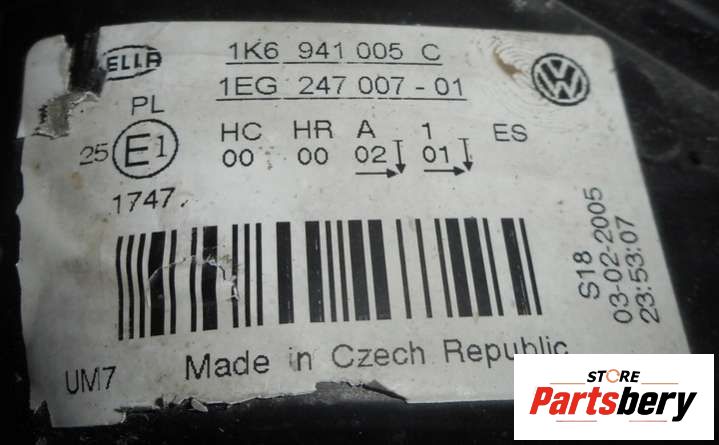 ELLA
1K6 941 005 C
1EG 247 007-01
PL
25 E1
HC HR A 1 ES
00 00 02 01
1747
S18
03-02-2005
23:53:07
UM7
Made in Czech Republic
STORE
Partsbery